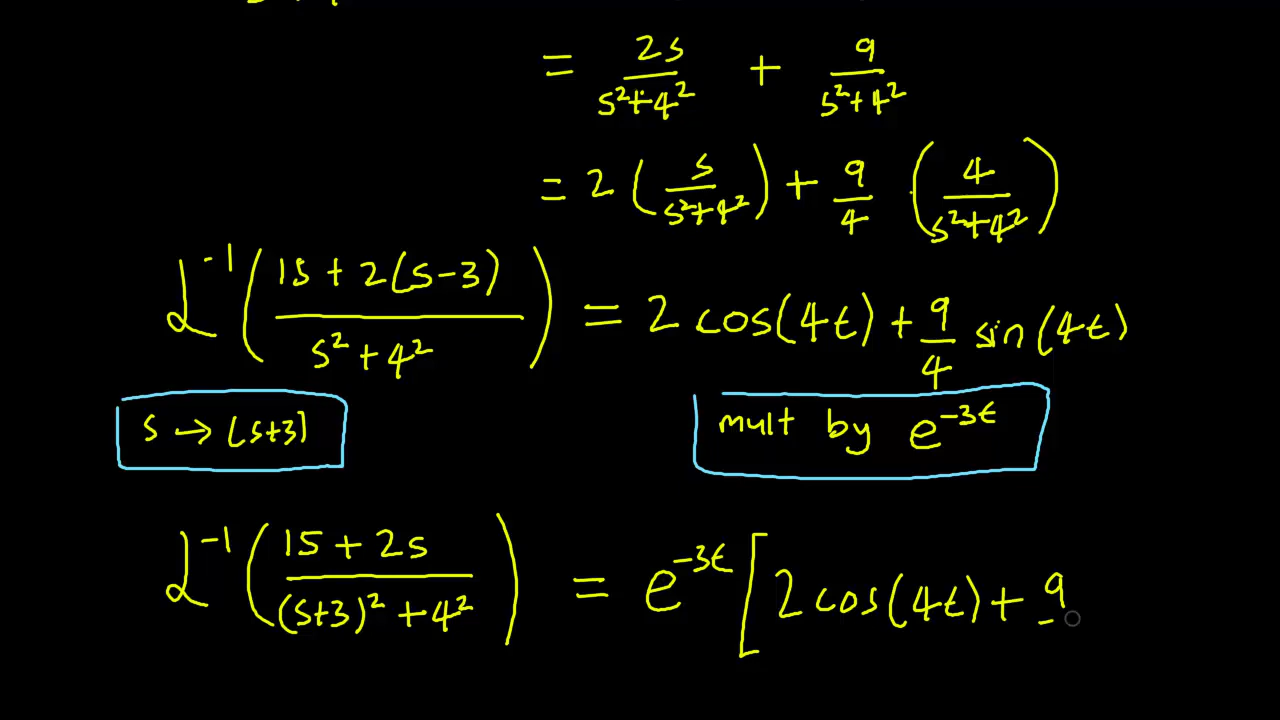 = 2s/(s²+4²) + 9/(s²+4²)
= 2 (s/(s²+4²)) + 9/4 (4/(s²+4²))
ℒ⁻¹ ((15 + 2(s-3))/(s² + 4²)) = 2 cos(4t) + 9/4 sin(4t)
s → (s+3)
mult by e⁻³ᵗ
ℒ⁻¹ ((15 + 2s)/((s+3)² + 4²)) = e⁻³ᵗ [2 cos(4t) + 9